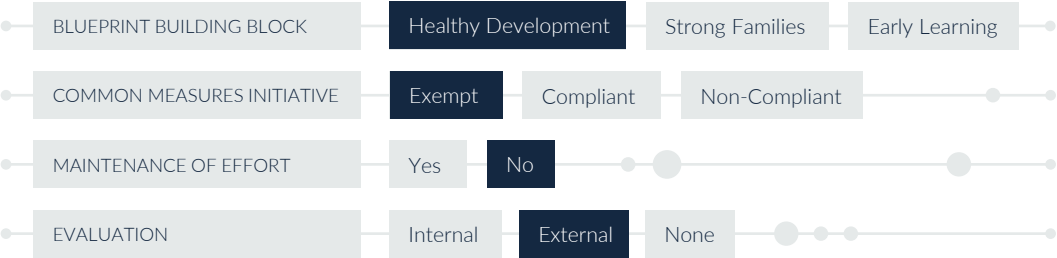 BLUEPRINT BUILDING BLOCK Healthy Development Strong Families Early Learning
COMMON MEASURES INITIATIVE Exempt Compliant Non-Compliant
MAINTENANCE OF EFFORT Yes No
EVALUATION Internal External None